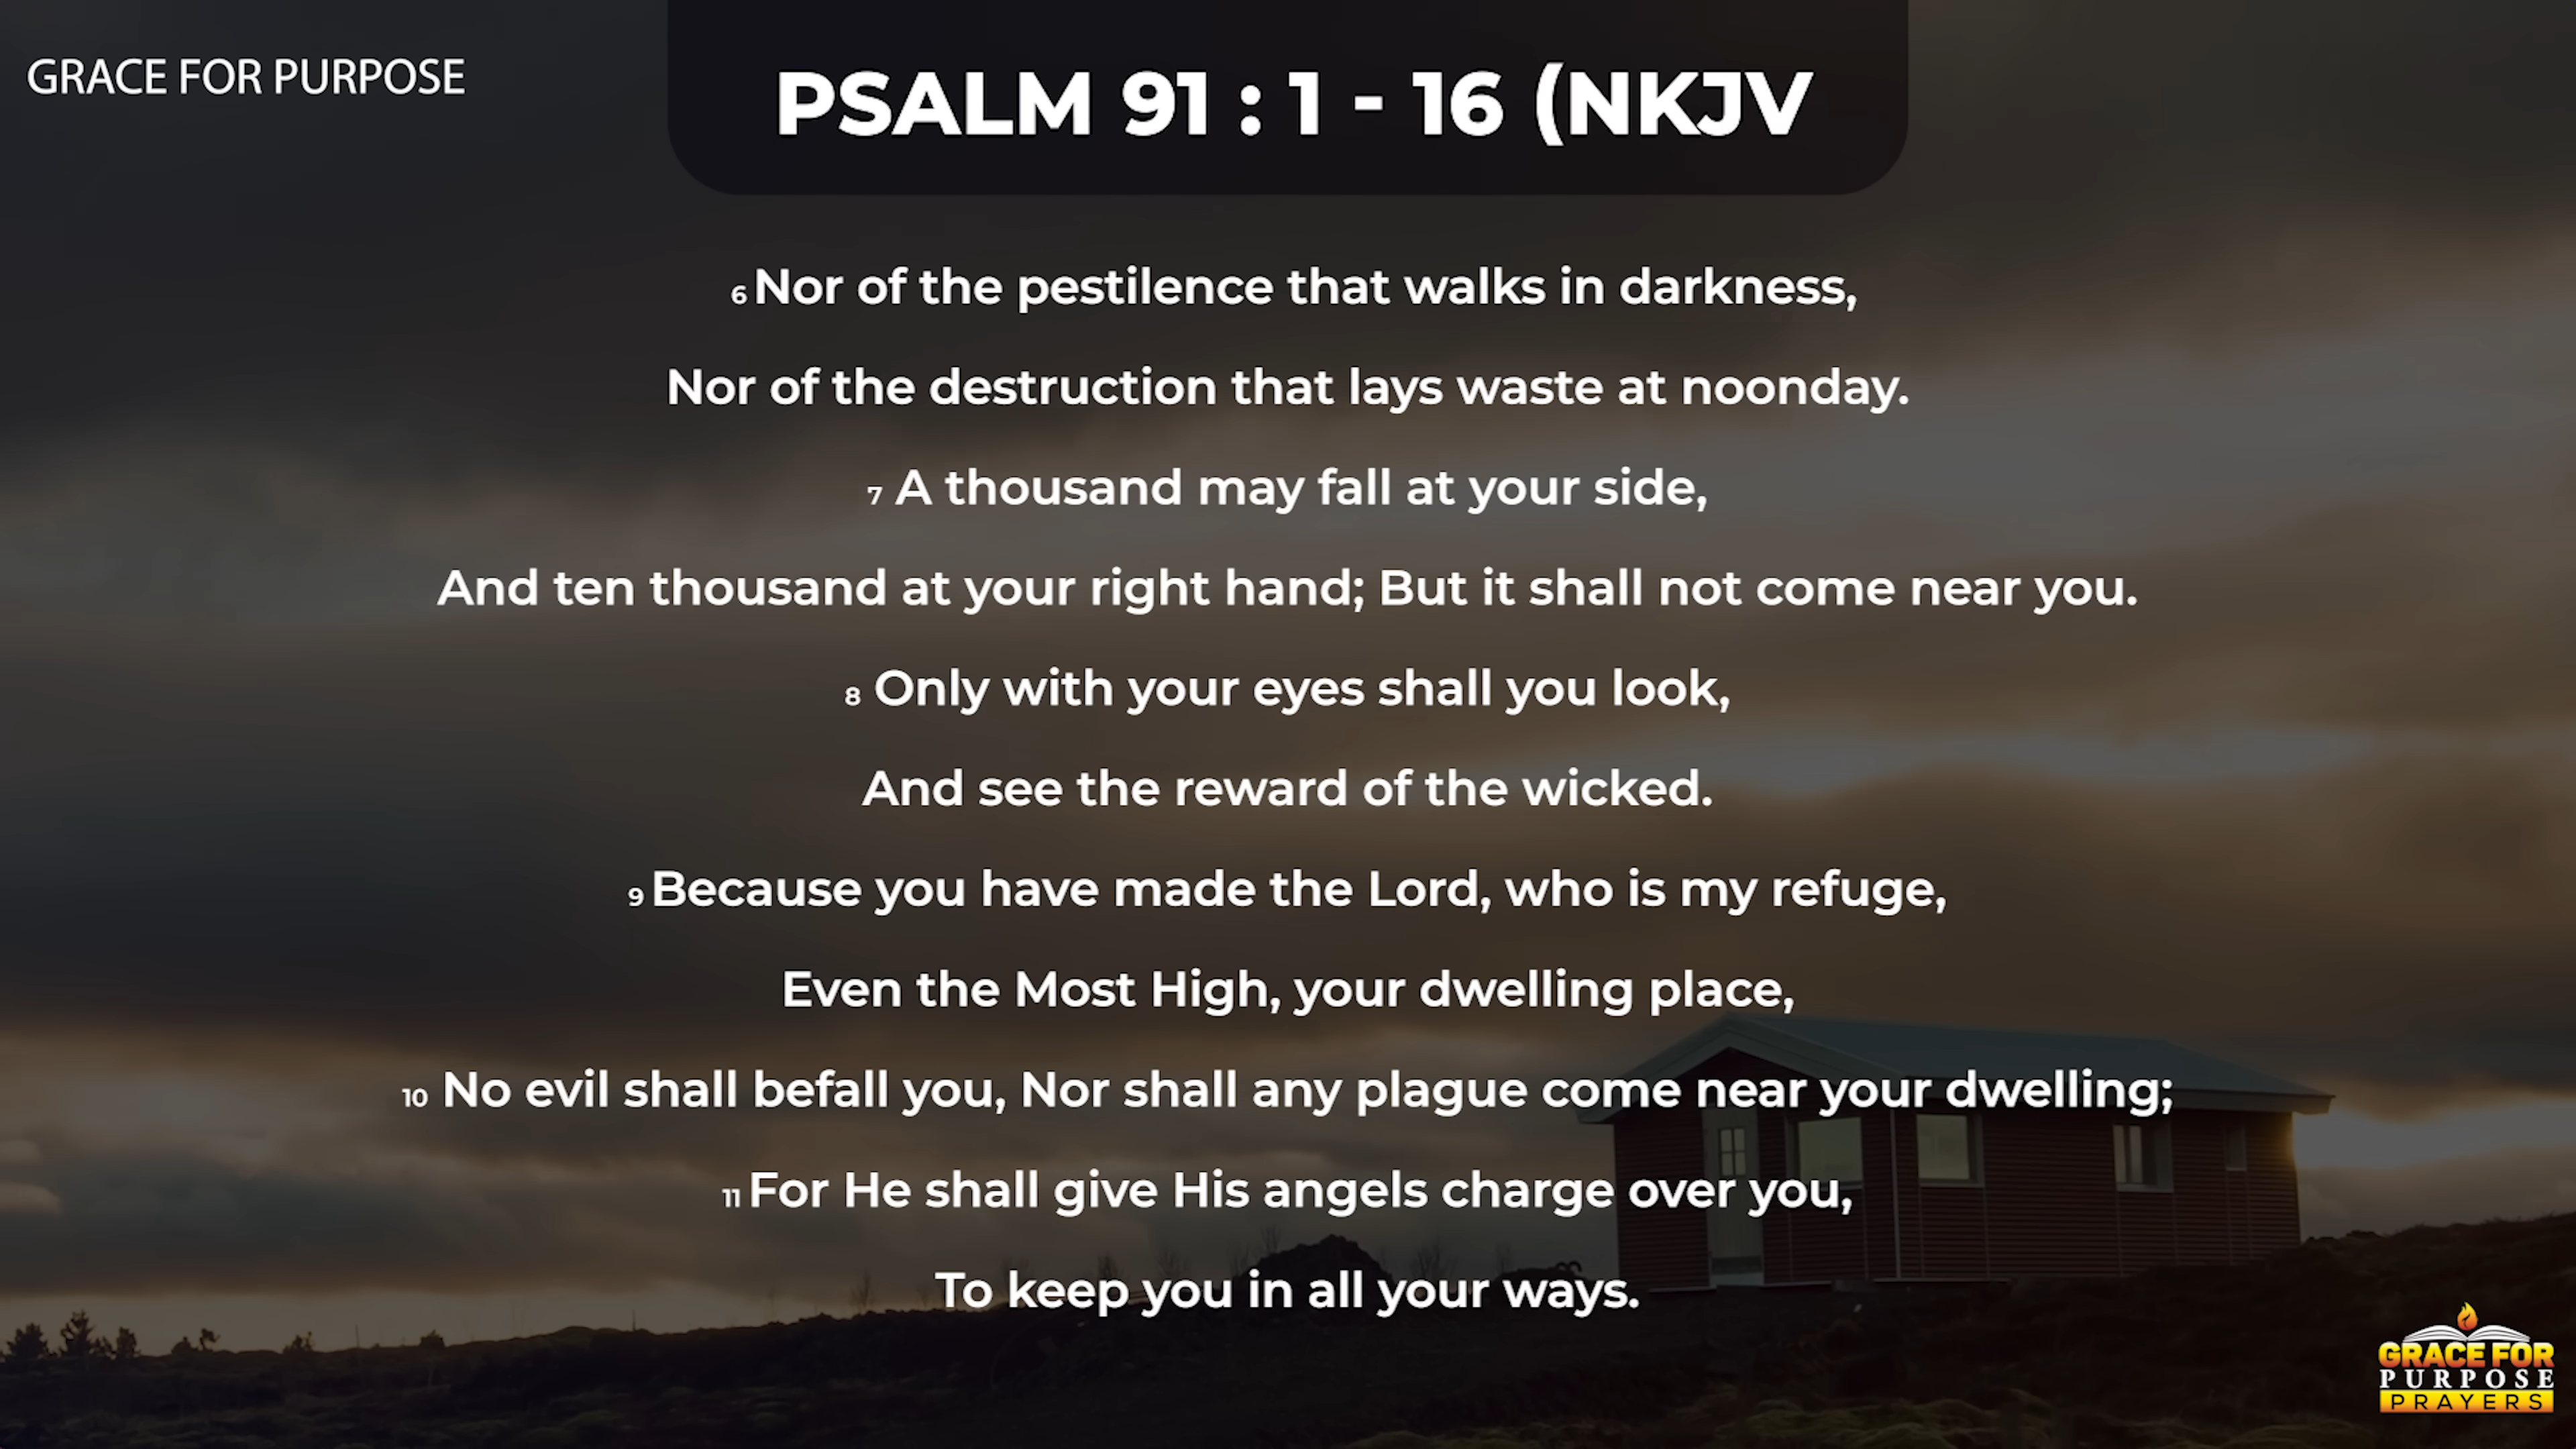 GRACE FOR PURPOSE
PSALM 91 : 1 - 16 (NKJV
6 Nor of the pestilence that walks in darkness,
Nor of the destruction that lays waste at noonday.
7 A thousand may fall at your side,
And ten thousand at your right hand; But it shall not come near you.
8 Only with your eyes shall you look,
And see the reward of the wicked.
9 Because you have made the Lord, who is my refuge,
Even the Most High, your dwelling place,
10 No evil shall befall you, Nor shall any plague come near your dwelling;
11 For He shall give His angels charge over you,
To keep you in all your ways.
GRACE FOR
PURPOSE
PRAYERS